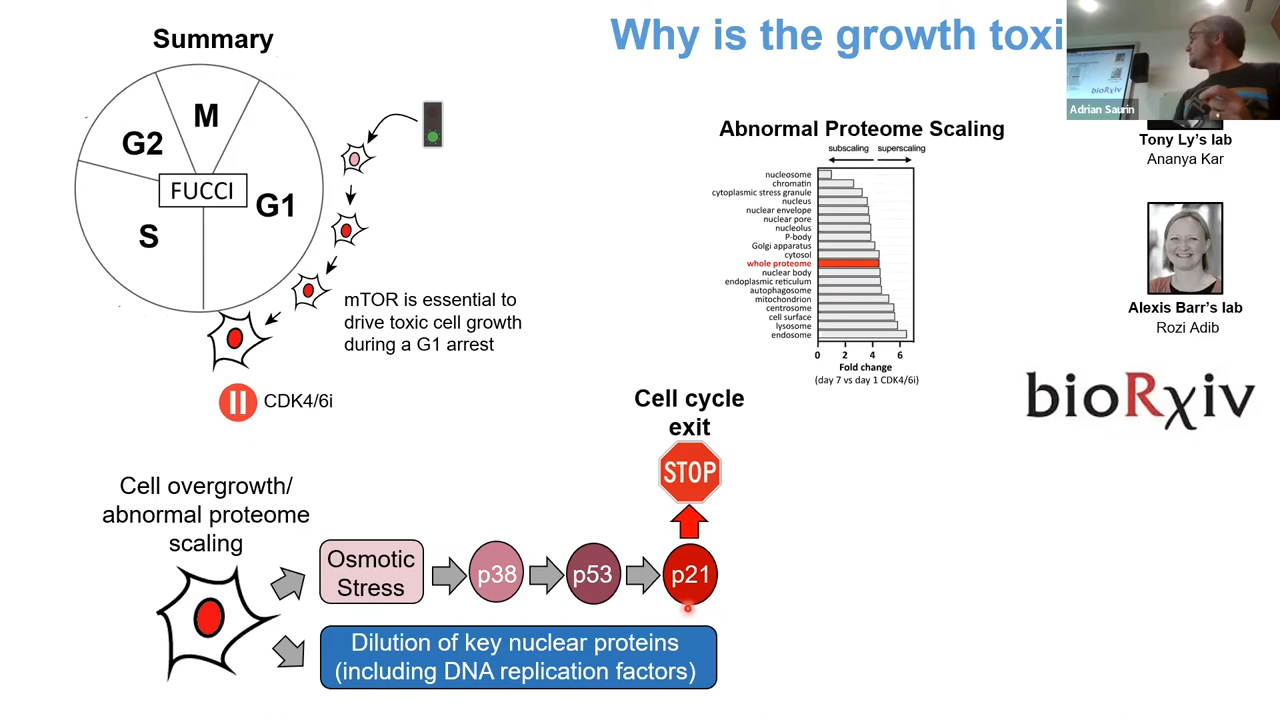 Summary
Why is the growth toxi
M
G2
FUCCI
G1
S
mTOR is essential to
drive toxic cell growth
during a G1 arrest
CDK4/6i
Abnormal Proteome Scaling
subscaling
superscaling
nucleosome
chromatin
cytoplasmic stress granule
nucleus
nuclear envelope
nuclear pore
nucleolus
P-body
Golgi apparatus
cytosol
whole proteome
nuclear body
endoplasmic reticulum
autophagosome
mitochondrion
centrosome
cell surface
lysosome
endosome
0 2 4 6
Fold change
(day 7 vs day 1 CDK4/6i)
bioRxiv
Adrian Saurin
Tony Ly's lab
Ananya Kar
Alexis Barr's lab
Rozi Adib
bioRχiv
Cell cycle
exit
STOP
Cell overgrowth/
abnormal proteome
scaling
Osmotic
Stress
p38
p53
p21
Dilution of key nuclear proteins
(including DNA replication factors)